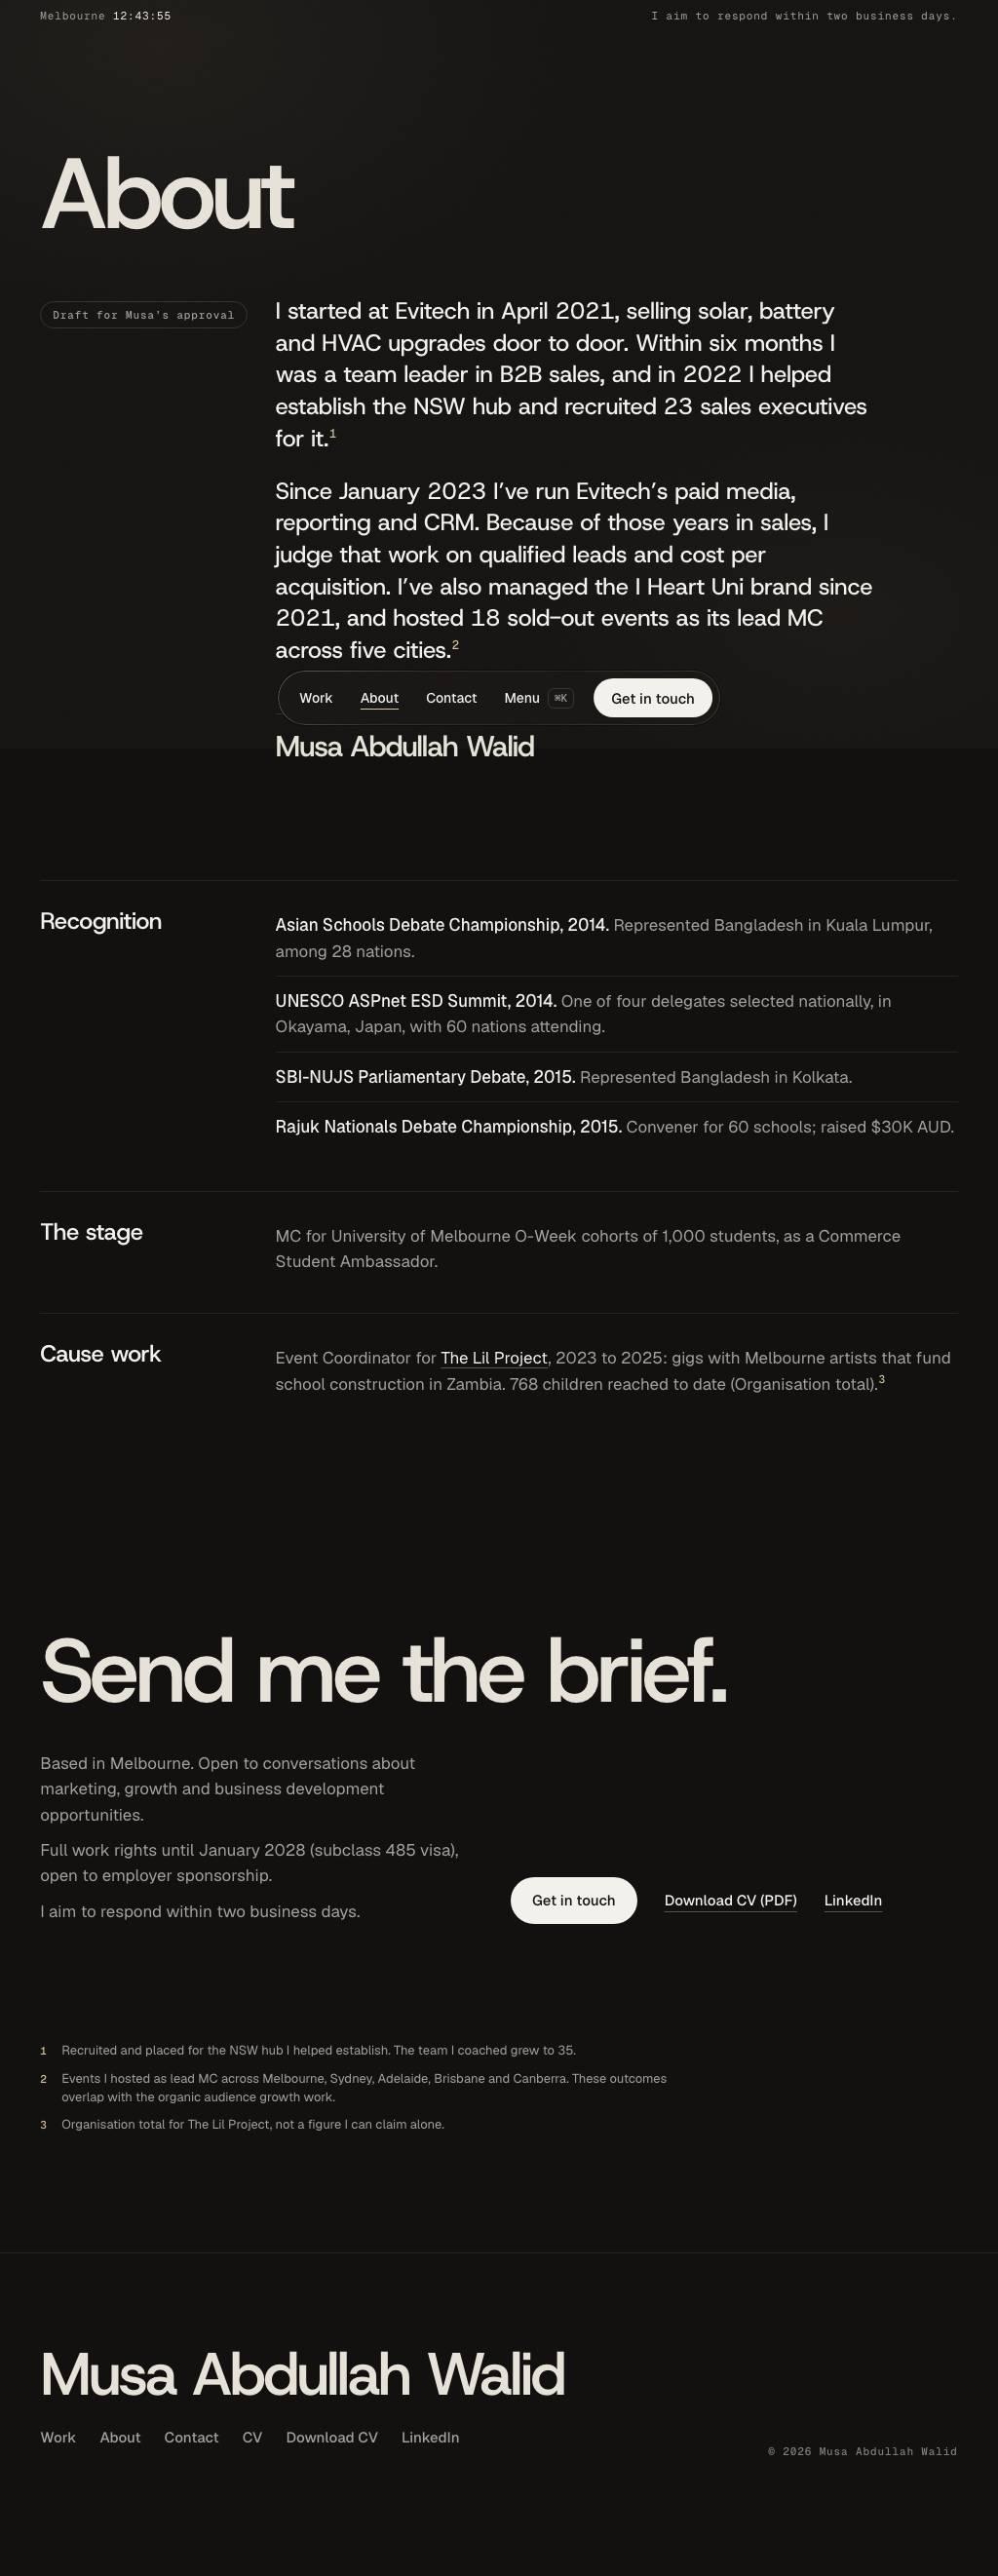 Melbourne 12:43:55
I aim to respond within two business days.
About
Draft for Musa's approval
I started at Evitech in April 2021, selling solar, battery
and HVAC upgrades door to door. Within six months I
was a team leader in B2B sales, and in 2022 I helped
establish the NSW hub and recruited 23 sales executives
for it.1
Since January 2023 I've run Evitech's paid media,
reporting and CRM. Because of those years in sales, I
judge that work on qualified leads and cost per
acquisition. I've also managed the I Heart Uni brand since
2021, and hosted 18 sold-out events as its lead MC
across five cities.2
Work About Contact Menu ⌘K Get in touch
Musa Abdullah Walid
Recognition
Asian Schools Debate Championship, 2014. Represented Bangladesh in Kuala Lumpur,
among 28 nations.
UNESCO ASPnet ESD Summit, 2014. One of four delegates selected nationally, in
Okayama, Japan, with 60 nations attending.
SBI-NUJS Parliamentary Debate, 2015. Represented Bangladesh in Kolkata.
Rajuk Nationals Debate Championship, 2015. Convener for 60 schools; raised $30K AUD.
The stage
MC for University of Melbourne O-Week cohorts of 1,000 students, as a Commerce
Student Ambassador.
Cause work
Event Coordinator for The Lil Project, 2023 to 2025: gigs with Melbourne artists that fund
school construction in Zambia. 768 children reached to date (Organisation total).3
Send me the brief.
Based in Melbourne. Open to conversations about
marketing, growth and business development
opportunities.
Full work rights until January 2028 (subclass 485 visa),
open to employer sponsorship.
I aim to respond within two business days.
Get in touch Download CV (PDF) LinkedIn
1 Recruited and placed for the NSW hub I helped establish. The team I coached grew to 35.
2 Events I hosted as lead MC across Melbourne, Sydney, Adelaide, Brisbane and Canberra. These outcomes
overlap with the organic audience growth work.
3 Organisation total for The Lil Project, not a figure I can claim alone.
Musa Abdullah Walid
Work About Contact CV Download CV LinkedIn
© 2026 Musa Abdullah Walid